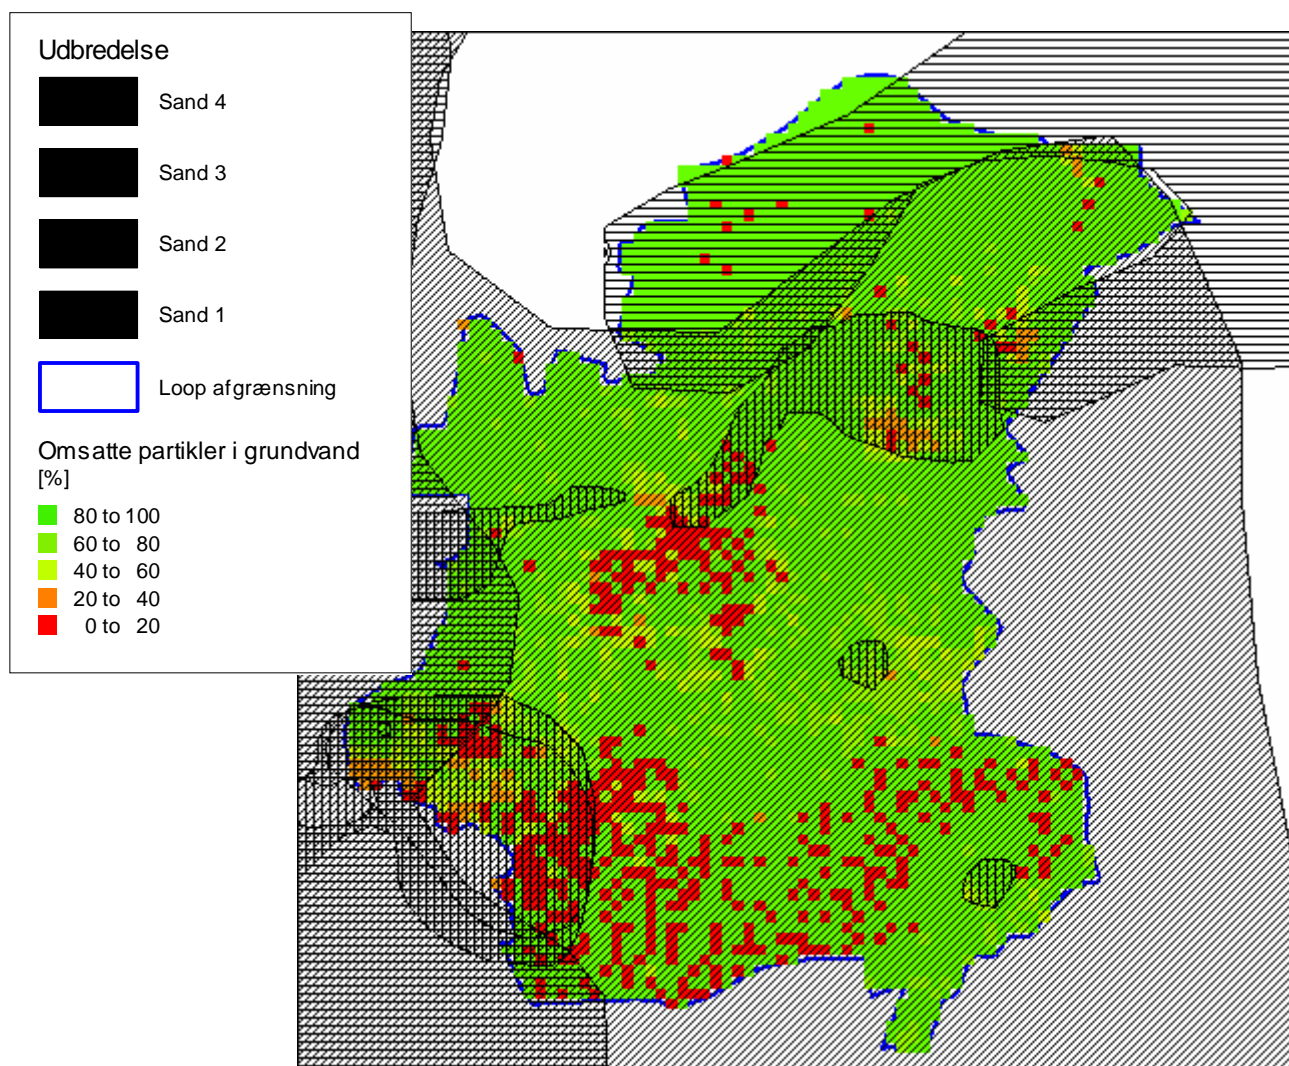 Udbredelse
Sand 4
Sand 3
Sand 2
Sand 1
Loop afgrænsning
Omsatte partikler i grundvand
[%]
80 to 100
60 to 80
40 to 60
20 to 40
0 to 20